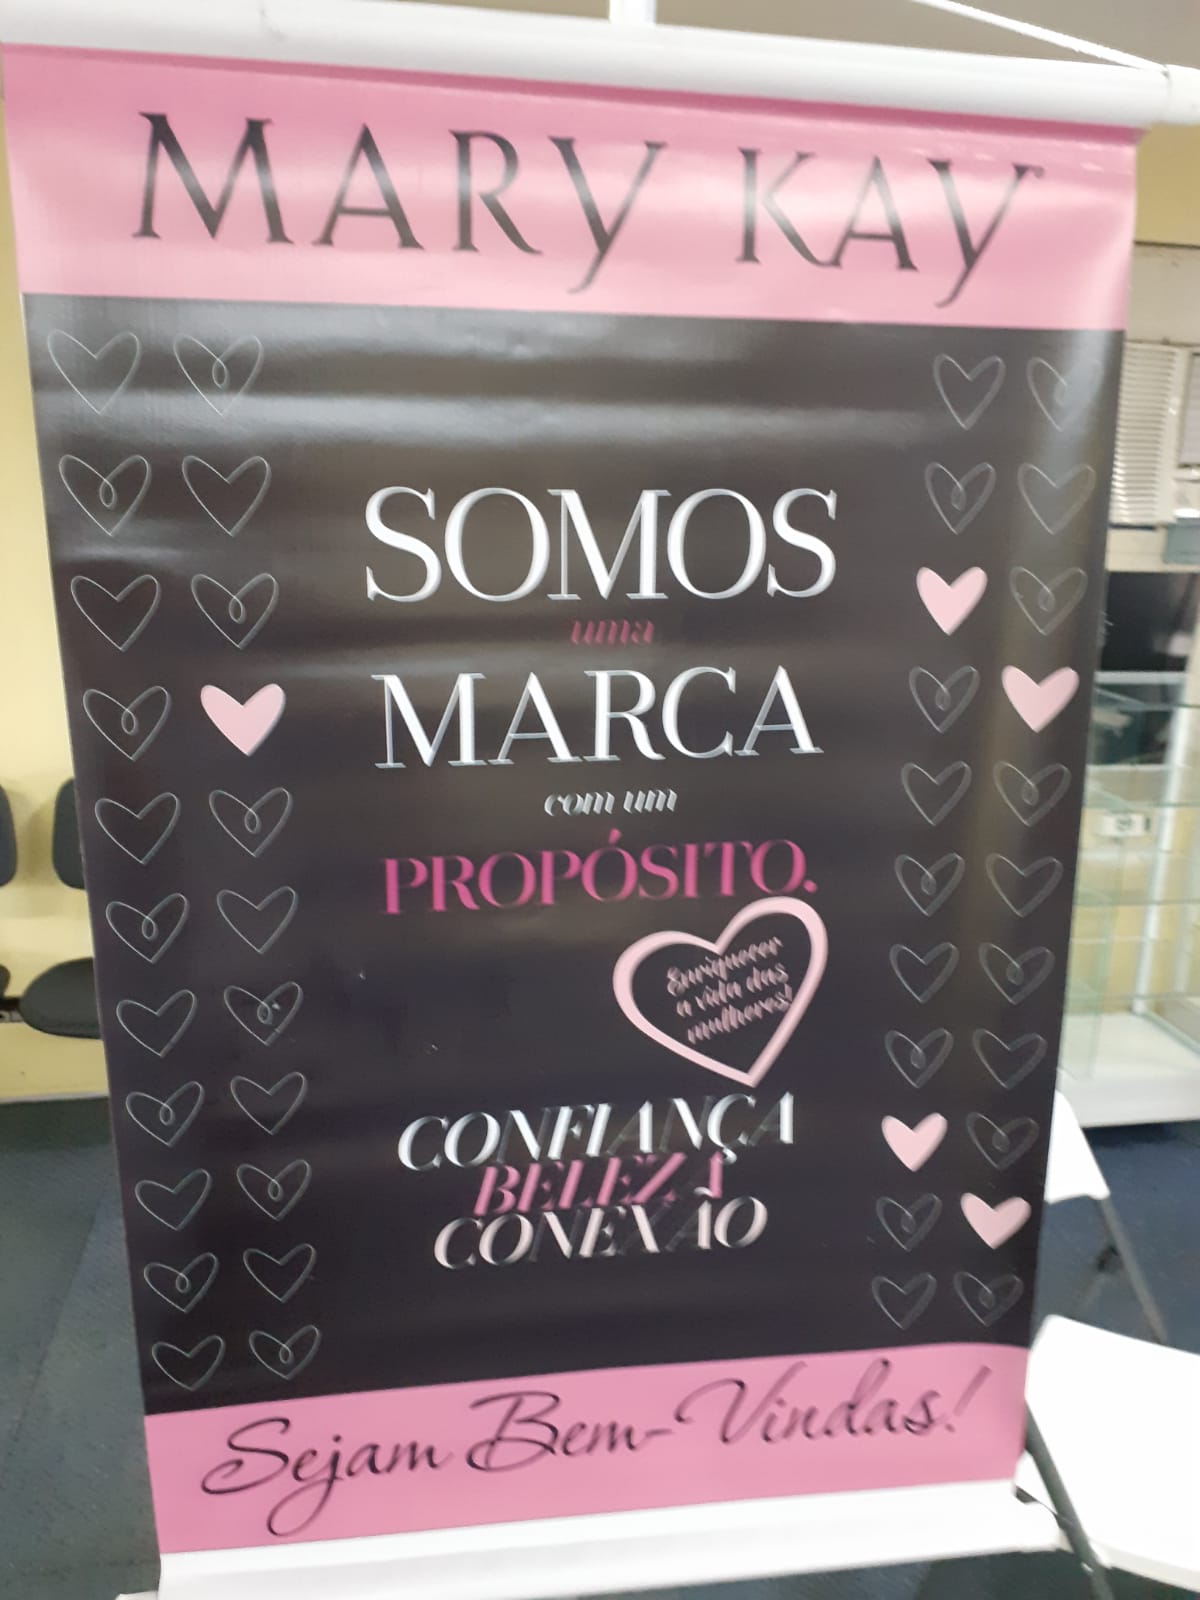 MARY KAY
SOMOS
uma
MARCA
com um
PROPÓSITO.
Enriquecer
a vida das
mulheres!
CONFIANÇA
BELEZA
CONEXÃO
Sejam Bem-Vindas!